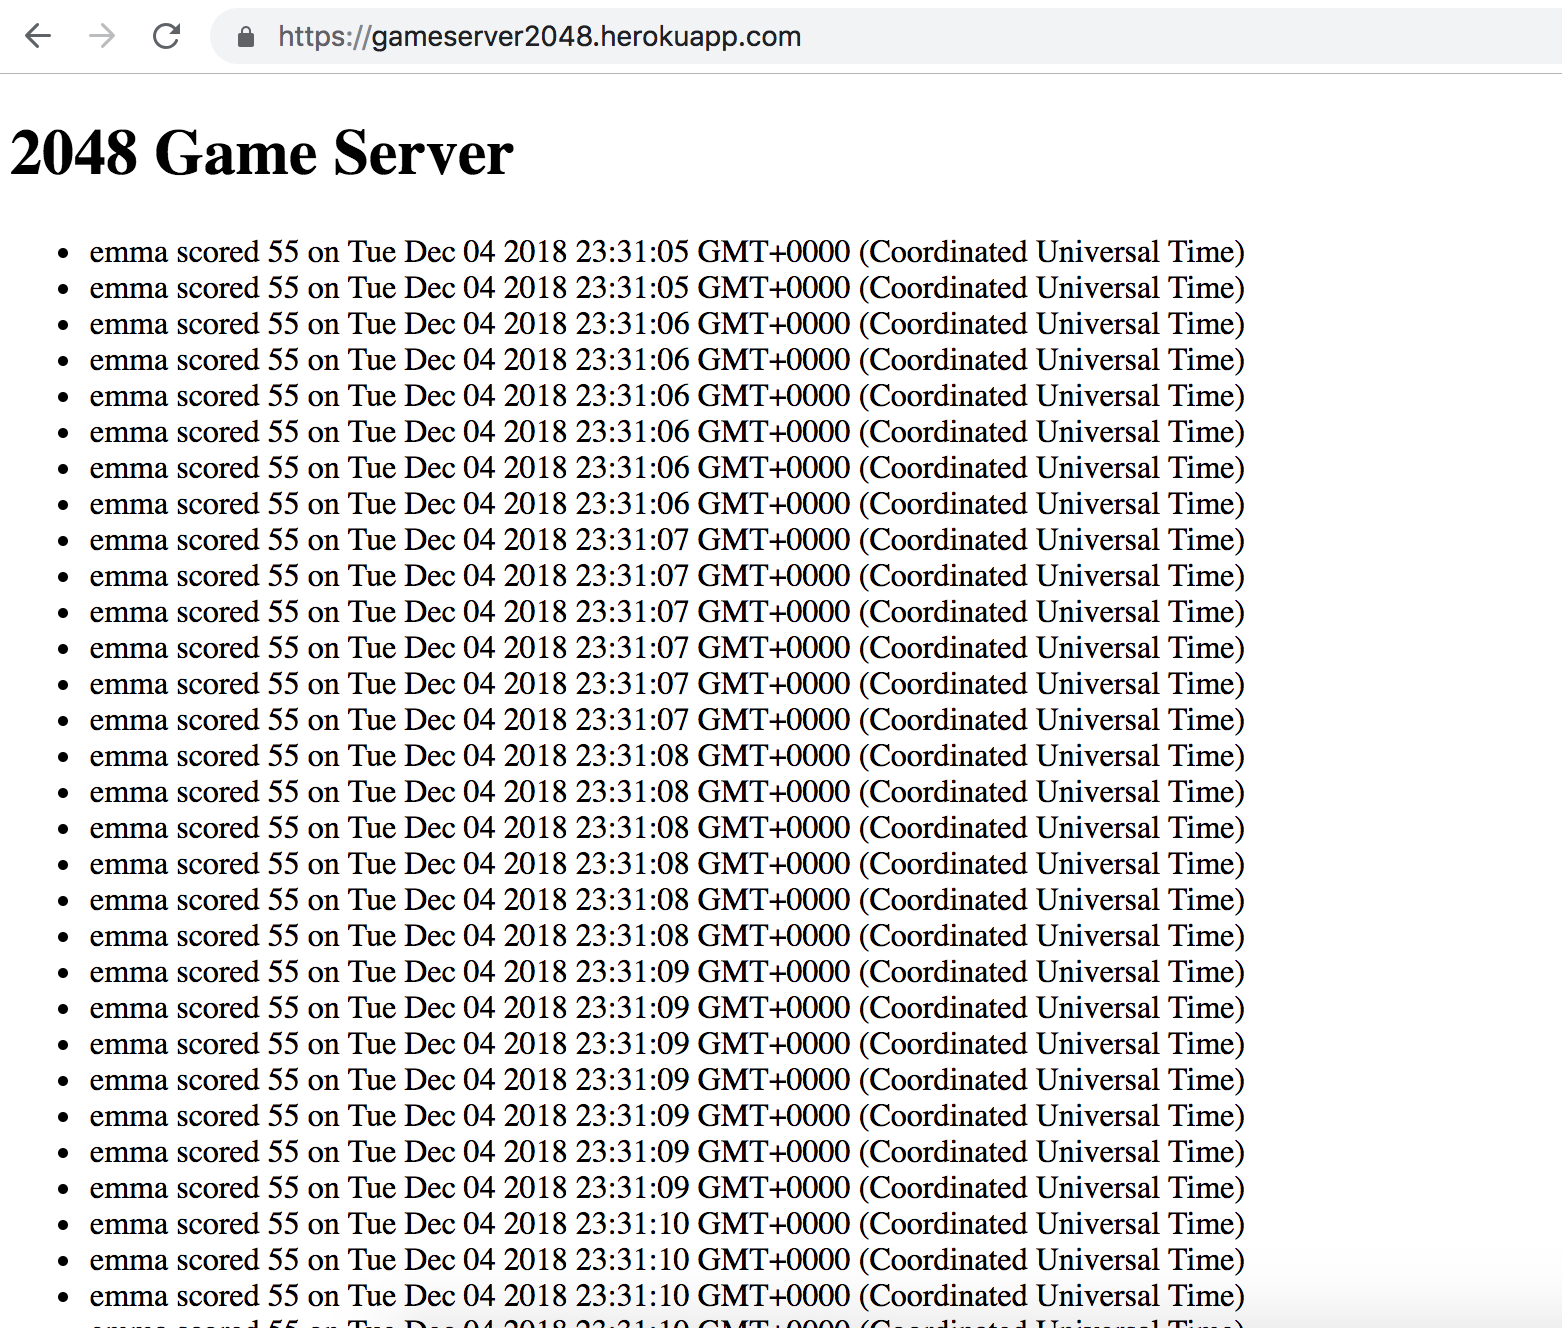 https://gameserver2048.herokuapp.com
2048 Game Server
emma scored 55 on Tue Dec 04 2018 23:31:05 GMT+0000 (Coordinated Universal Time)
emma scored 55 on Tue Dec 04 2018 23:31:05 GMT+0000 (Coordinated Universal Time)
emma scored 55 on Tue Dec 04 2018 23:31:06 GMT+0000 (Coordinated Universal Time)
emma scored 55 on Tue Dec 04 2018 23:31:06 GMT+0000 (Coordinated Universal Time)
emma scored 55 on Tue Dec 04 2018 23:31:06 GMT+0000 (Coordinated Universal Time)
emma scored 55 on Tue Dec 04 2018 23:31:06 GMT+0000 (Coordinated Universal Time)
emma scored 55 on Tue Dec 04 2018 23:31:06 GMT+0000 (Coordinated Universal Time)
emma scored 55 on Tue Dec 04 2018 23:31:06 GMT+0000 (Coordinated Universal Time)
emma scored 55 on Tue Dec 04 2018 23:31:07 GMT+0000 (Coordinated Universal Time)
emma scored 55 on Tue Dec 04 2018 23:31:07 GMT+0000 (Coordinated Universal Time)
emma scored 55 on Tue Dec 04 2018 23:31:07 GMT+0000 (Coordinated Universal Time)
emma scored 55 on Tue Dec 04 2018 23:31:07 GMT+0000 (Coordinated Universal Time)
emma scored 55 on Tue Dec 04 2018 23:31:07 GMT+0000 (Coordinated Universal Time)
emma scored 55 on Tue Dec 04 2018 23:31:07 GMT+0000 (Coordinated Universal Time)
emma scored 55 on Tue Dec 04 2018 23:31:08 GMT+0000 (Coordinated Universal Time)
emma scored 55 on Tue Dec 04 2018 23:31:08 GMT+0000 (Coordinated Universal Time)
emma scored 55 on Tue Dec 04 2018 23:31:08 GMT+0000 (Coordinated Universal Time)
emma scored 55 on Tue Dec 04 2018 23:31:08 GMT+0000 (Coordinated Universal Time)
emma scored 55 on Tue Dec 04 2018 23:31:08 GMT+0000 (Coordinated Universal Time)
emma scored 55 on Tue Dec 04 2018 23:31:08 GMT+0000 (Coordinated Universal Time)
emma scored 55 on Tue Dec 04 2018 23:31:09 GMT+0000 (Coordinated Universal Time)
emma scored 55 on Tue Dec 04 2018 23:31:09 GMT+0000 (Coordinated Universal Time)
emma scored 55 on Tue Dec 04 2018 23:31:09 GMT+0000 (Coordinated Universal Time)
emma scored 55 on Tue Dec 04 2018 23:31:09 GMT+0000 (Coordinated Universal Time)
emma scored 55 on Tue Dec 04 2018 23:31:09 GMT+0000 (Coordinated Universal Time)
emma scored 55 on Tue Dec 04 2018 23:31:09 GMT+0000 (Coordinated Universal Time)
emma scored 55 on Tue Dec 04 2018 23:31:09 GMT+0000 (Coordinated Universal Time)
emma scored 55 on Tue Dec 04 2018 23:31:10 GMT+0000 (Coordinated Universal Time)
emma scored 55 on Tue Dec 04 2018 23:31:10 GMT+0000 (Coordinated Universal Time)
emma scored 55 on Tue Dec 04 2018 23:31:10 GMT+0000 (Coordinated Universal Time)